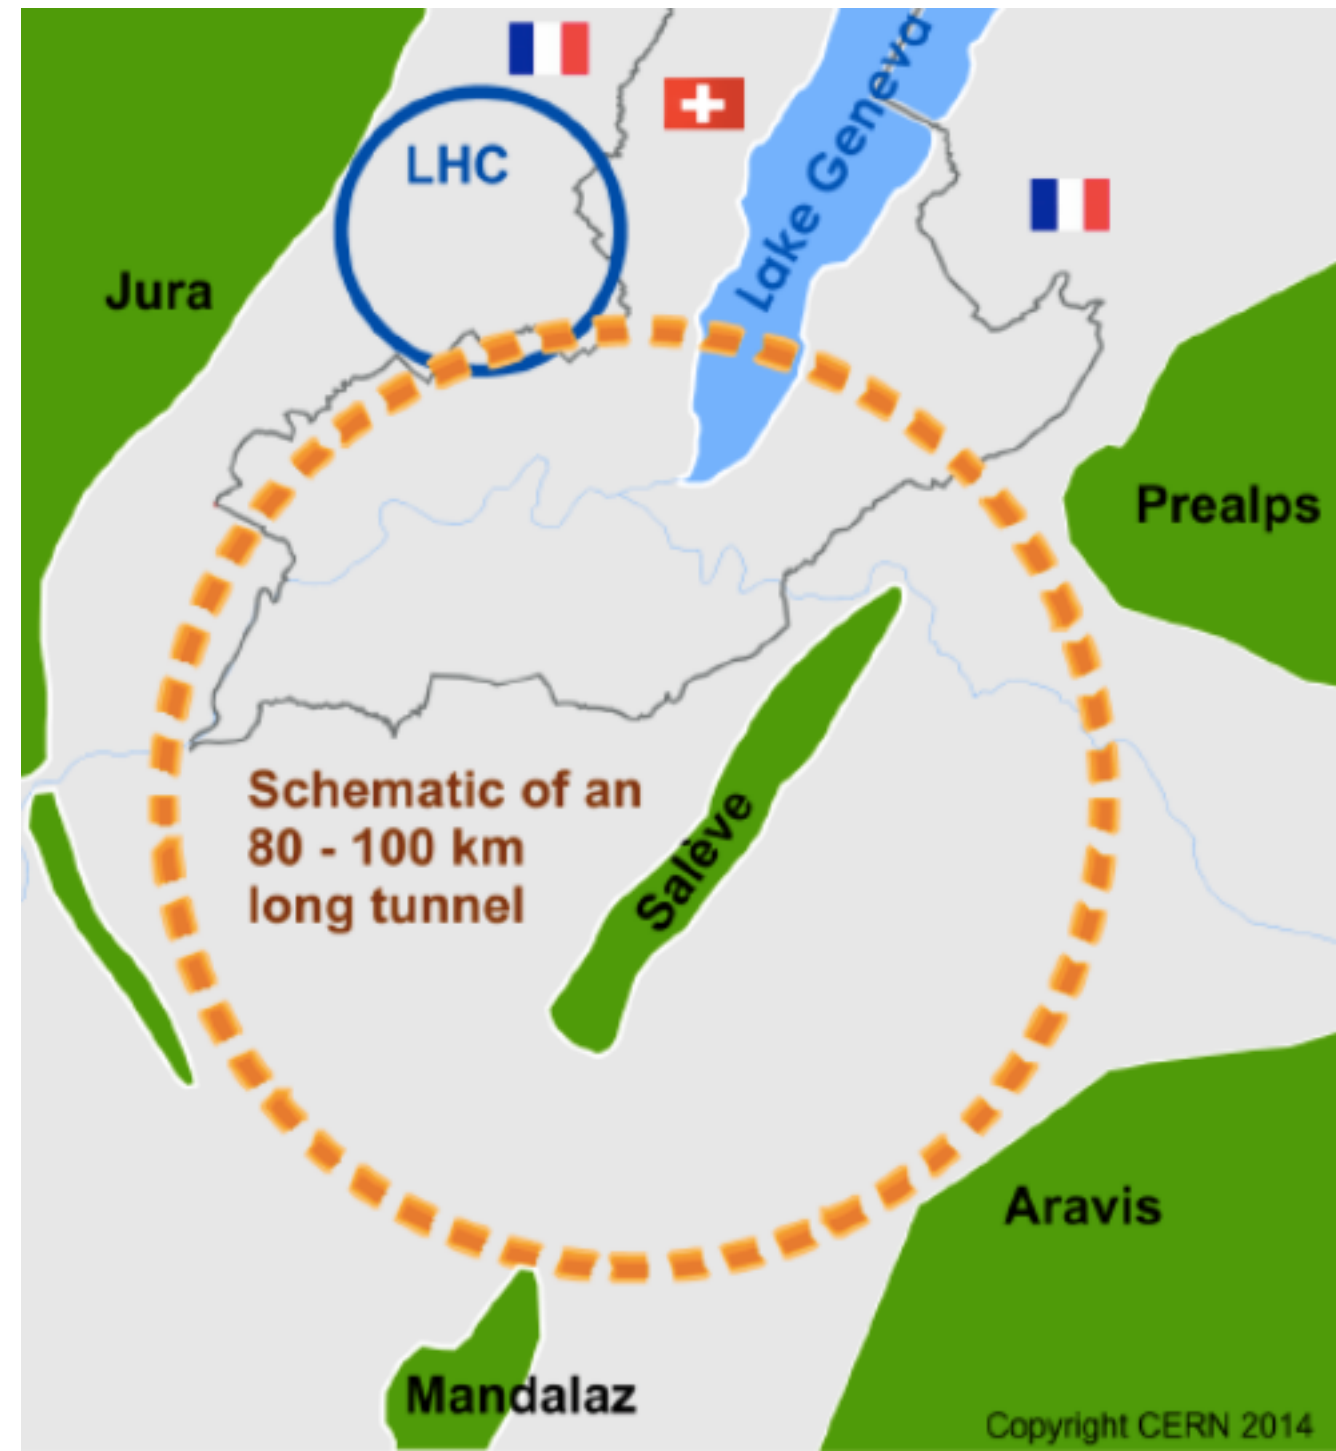 LHC
Lake Geneva
Jura
Prealps
Schematic of an
80 - 100 km
long tunnel
Salève
Aravis
Mandalaz
Copyright CERN 2014